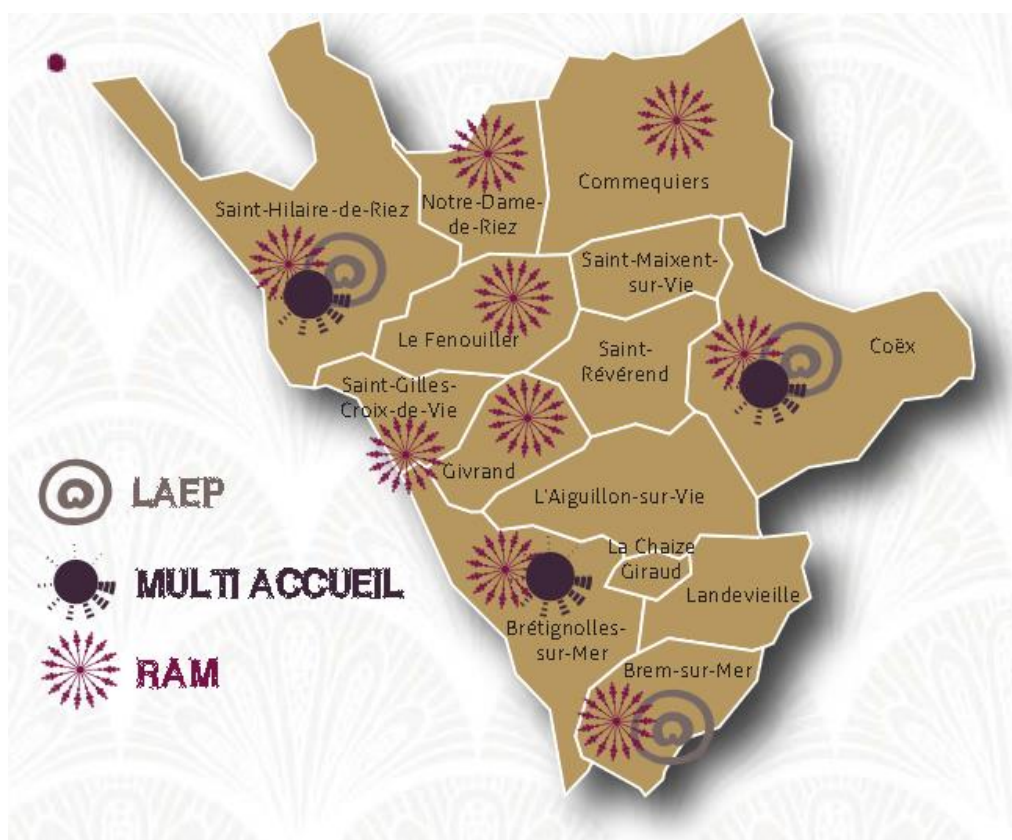 Commequiers
Saint-Hilaire-de-Riez
Notre-Dame-
de-Riez
Saint-Maixent-
sur-Vie
Le Fenouiller
Saint-
Révérend
Coëx
Saint-Gilles-
Croix-de-Vie
Givrand
L'Aiguillon-sur-Vie
La Chaize
Giraud
Landevieille
Brétignolles-
sur-Mer
Brem-sur-Mer
LAEP
MULTI ACCUEIL
RAM